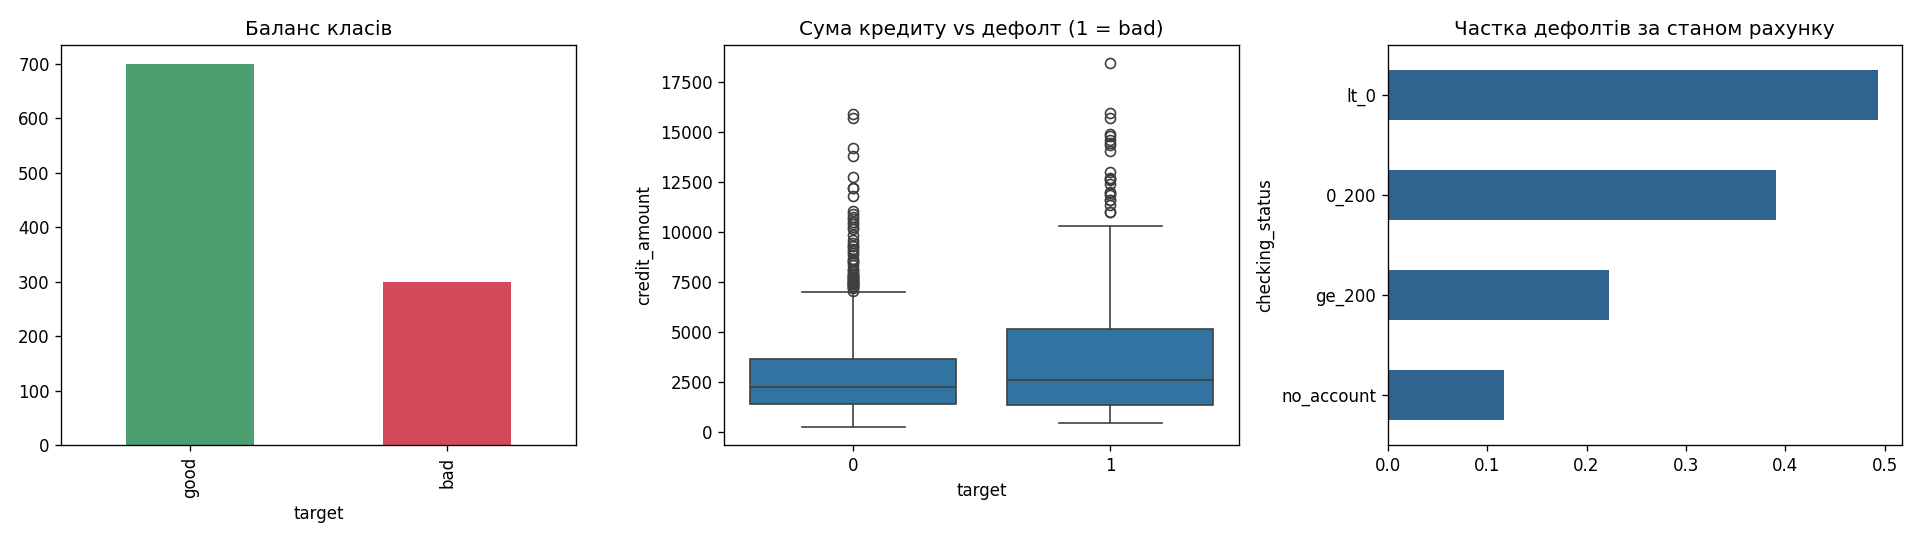 Баланс класів
700
600
500
400
300
200
100
0
good
bad
target
Сума кредиту vs дефолт (1 = bad)
credit_amount
17500
15000
12500
10000
7500
5000
2500
0
0
1
target
Частка дефолтів за станом рахунку
checking_status
lt_0
0_200
ge_200
no_account
0.0
0.1
0.2
0.3
0.4
0.5